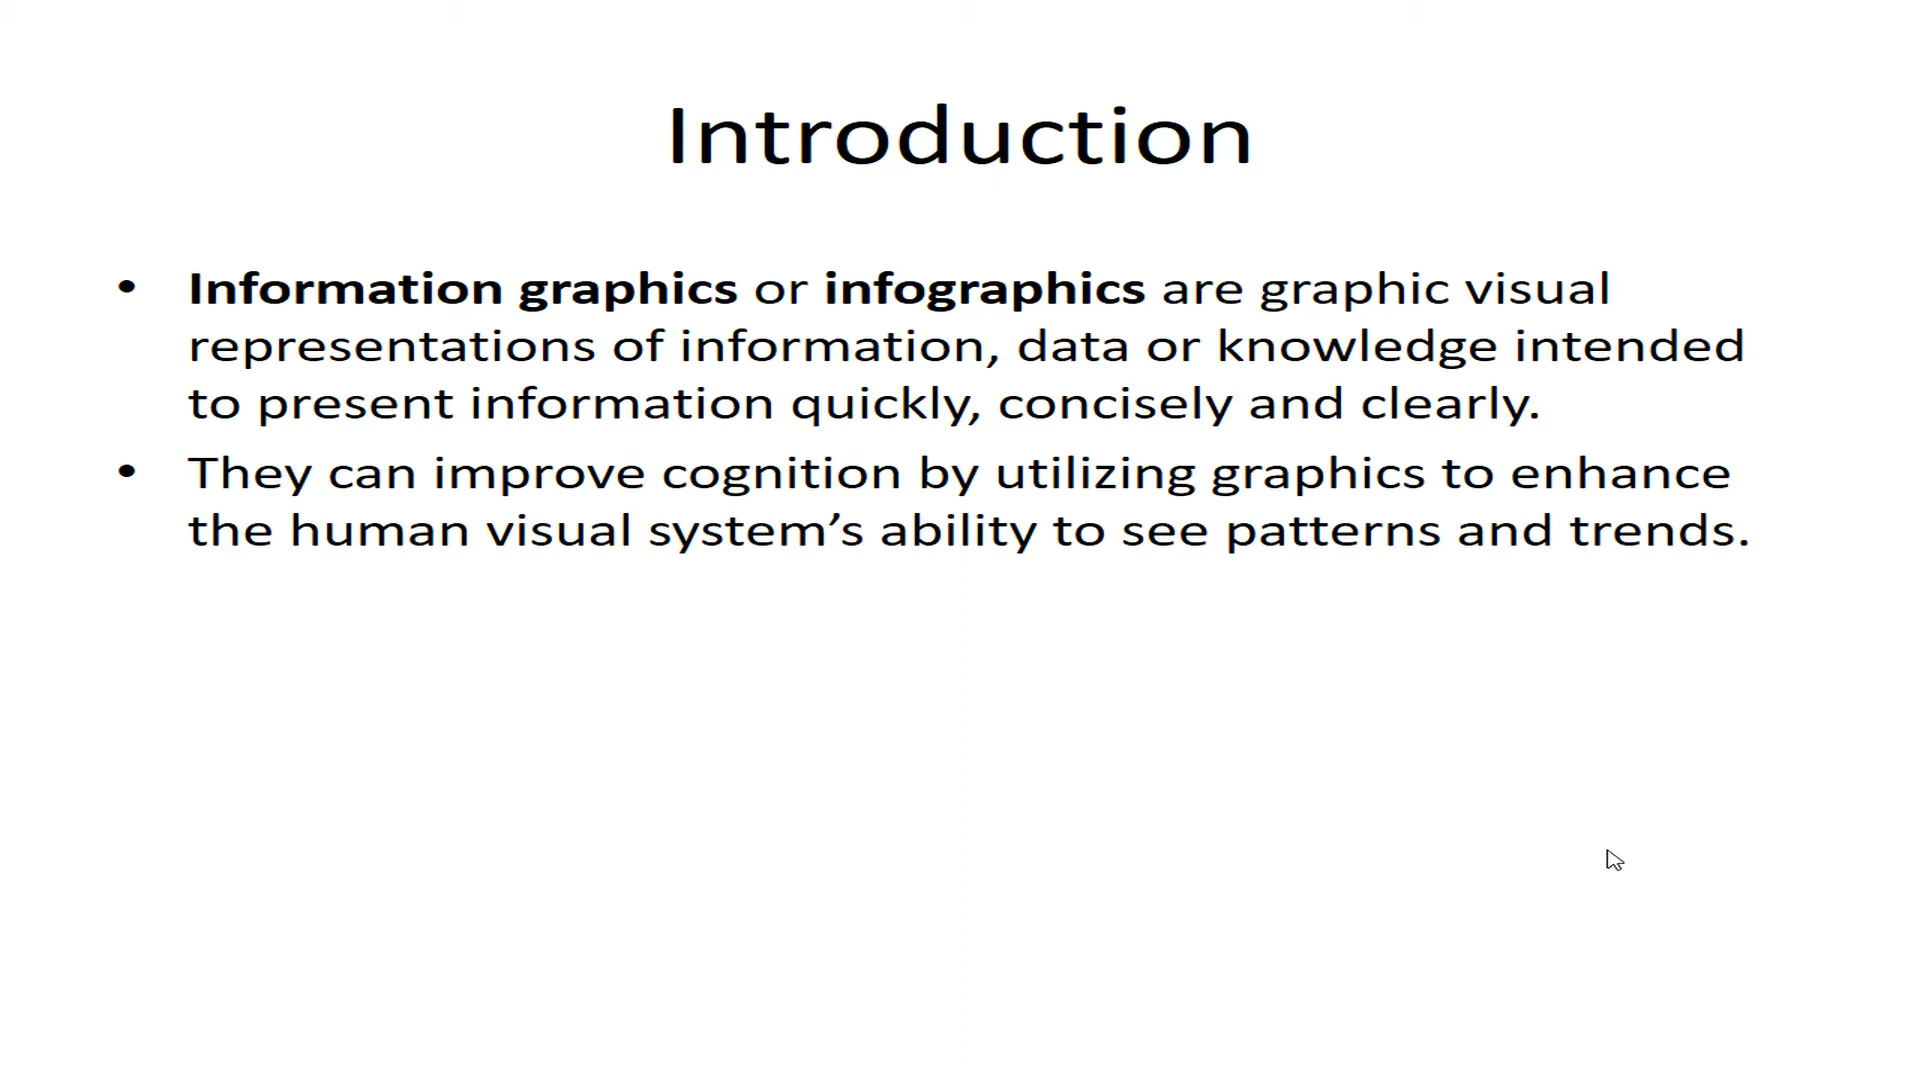 Introduction
• Information graphics or infographics are graphic visual
representations of information, data or knowledge intended
to present information quickly, concisely and clearly.
• They can improve cognition by utilizing graphics to enhance
the human visual system’s ability to see patterns and trends.